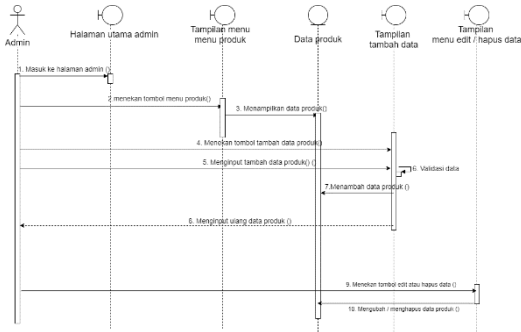 Admin
Halaman utama admin
Tampilan menu
menu produk
Data produk
Tampilan
tambah data
Tampilan
menu edit / hapus data
1. Masuk ke halaman admin ()
2 menekan tombol menu produk()
3. Menampilkan data produk()
4. Menekan tombol tambah data produk()
5. Menginput tambah data produk() ()
6. Validasi data
7.Menambah data produk ()
8. Menginput ulang data produk ()
9. Menekan tombol edit atau hapus data ()
10. Mengubah / menghapus data produk ()